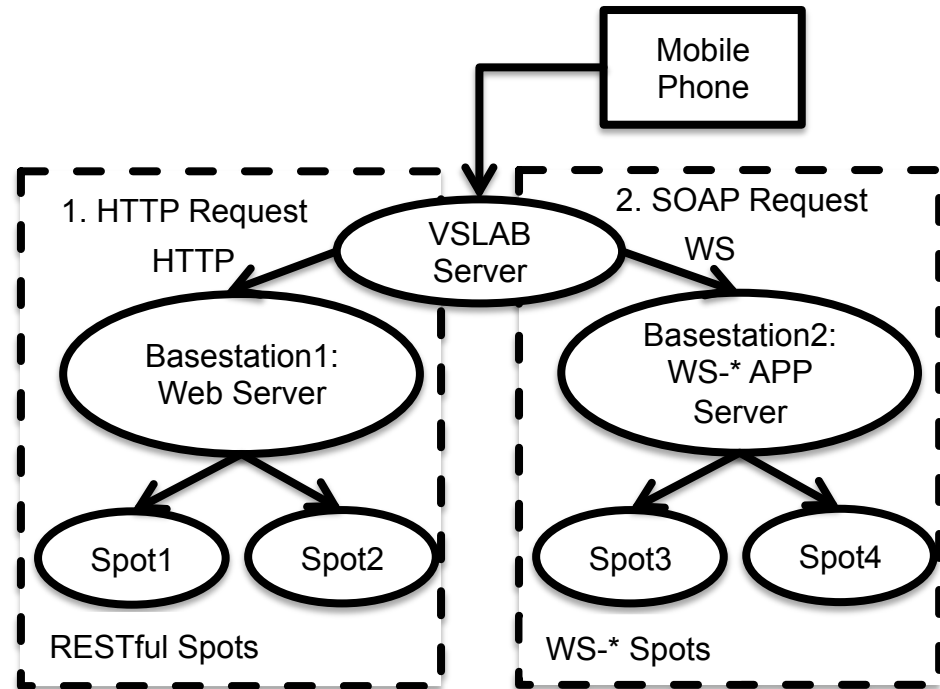 Mobile
Phone
1. HTTP Request
2. SOAP Request
VSLAB
Server
HTTP
WS
Basestation1:
Web Server
Basestation2:
WS-* APP
Server
Spot1
Spot2
Spot3
Spot4
RESTful Spots
WS-* Spots